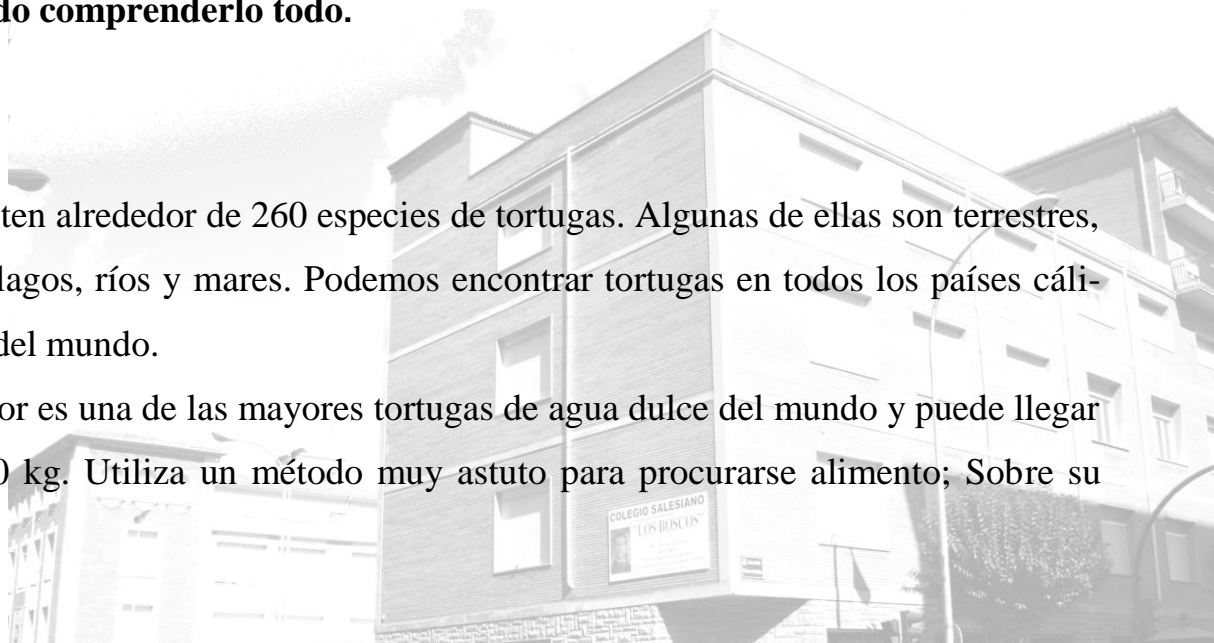 do comprenderlo todo.
ten alrededor de 260 especies de tortugas. Algunas de ellas son terrestres,
lagos, ríos y mares. Podemos encontrar tortugas en todos los países cáli-
del mundo.
or es una de las mayores tortugas de agua dulce del mundo y puede llegar
0 kg. Utiliza un método muy astuto para procurarse alimento; Sobre su
COLEGIO SALESIANO
"LOS BOSCOS"